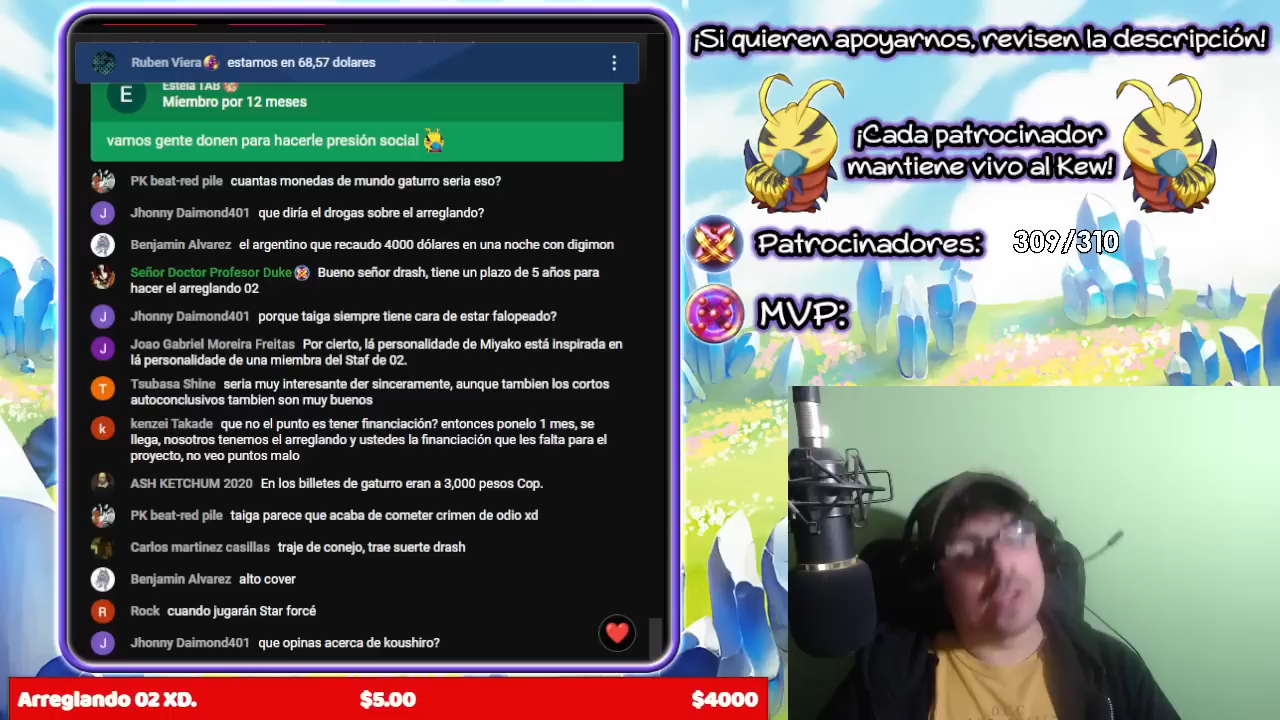 ¡Si quieren apoyarnos, revisen la descripción!
Ruben Viera estamos en 68,57 dolares
E
Estela TAB
Miembro por 12 meses
vamos gente donen para hacerle presión social
PK beat-red pile cuantas monedas de mundo gaturro seria eso?
J Jhonny Daimond401 que diría el drogas sobre el arreglando?
Benjamin Alvarez el argentino que recaudo 4000 dólares en una noche con digimon
Señor Doctor Profesor Duke Bueno señor drash, tiene un plazo de 5 años para
hacer el arreglando 02
J Jhonny Daimond401 porque taiga siempre tiene cara de estar falopeado?
J Joao Gabriel Moreira Freitas Por cierto, lá personalidade de Miyako está inspirada en
lá personalidade de una miembra del Staf de 02.
T Tsubasa Shine seria muy interesante der sinceramente, aunque tambien los cortos
autoconclusivos tambien son muy buenos
k kenzei Takade que no el punto es tener financiación? entonces ponelo 1 mes, se
llega, nosotros tenemos el arreglando y ustedes la financiación que les falta para el
proyecto, no veo puntos malo
ASH KETCHUM 2020 En los billetes de gaturro eran a 3,000 pesos Cop.
PK beat-red pile taiga parece que acaba de cometer crimen de odio xd
Carlos martinez casillas traje de conejo, trae suerte drash
Benjamin Alvarez alto cover
R Rock cuando jugarán Star forcé
J Jhonny Daimond401 que opinas acerca de koushiro?
¡Cada patrocinador
mantiene vivo al Kew!
Patrocinadores: 309/310
MVP:
Arreglando 02 XD. $5.00 $4000